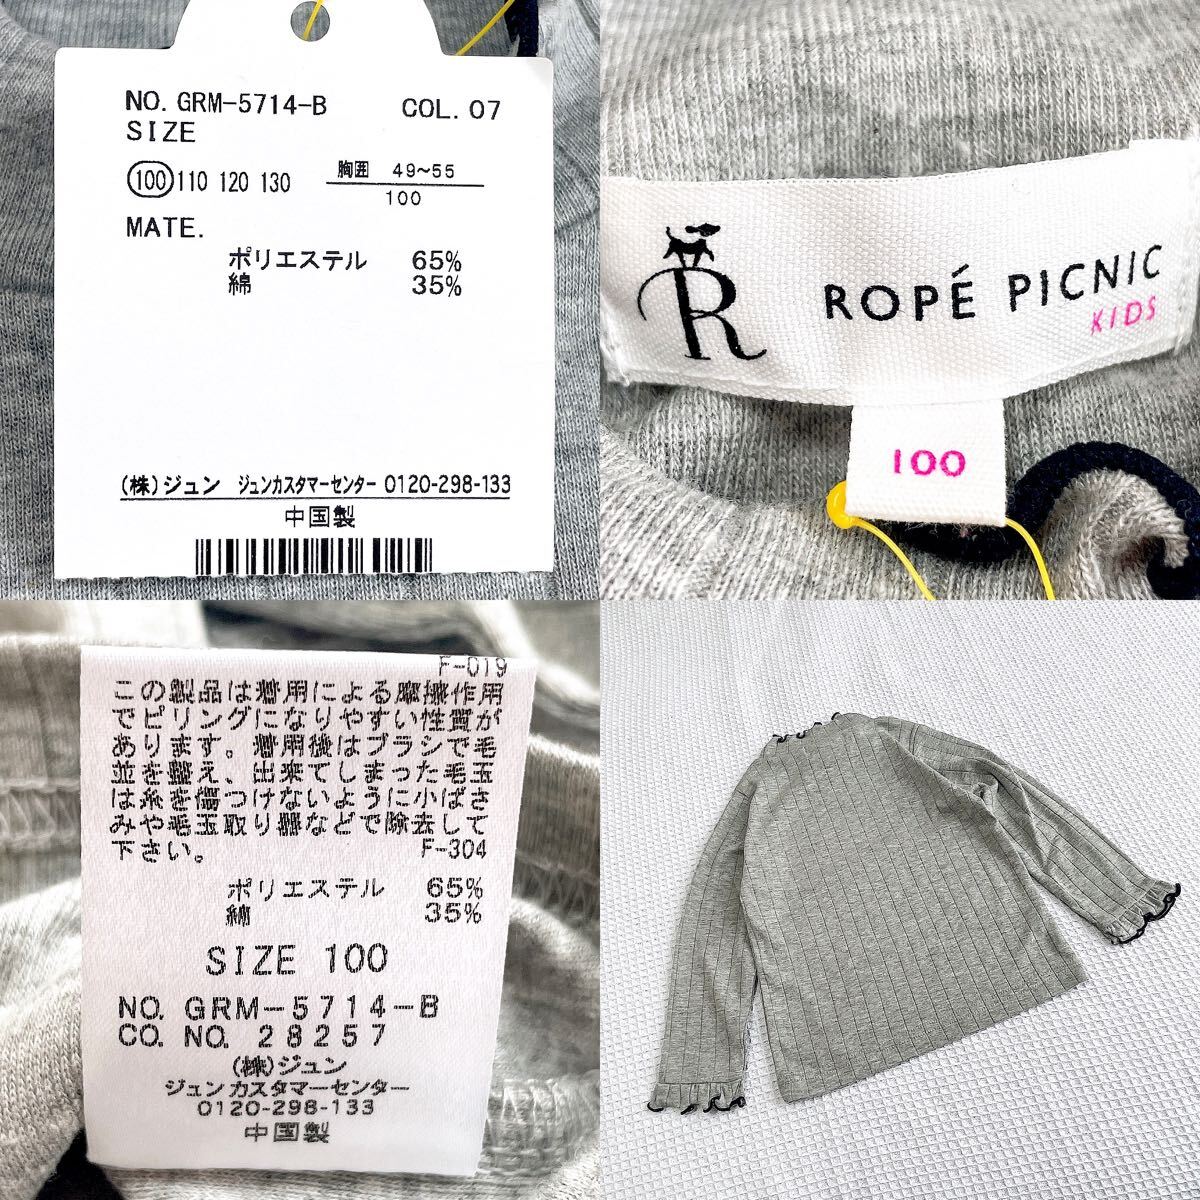 NO. GRM-5714-B COL. 07
SIZE
100 110 120 130 胸囲 49~55
100
MATE.
ポリエステル 65%
綿 35%
(株)ジュン ジュンカスタマーセンター 0120-298-133
中国製
R ROPÉ PICNIC
KIDS
100
F-019
この製品は着用による摩擦作用
でピリングになりやすい性質が
あります。着用後はブラシで毛
並を整え、出来てしまった毛玉
は糸を傷つけないように小ばさ
みや毛玉取り器などで除去して
下さい。 F-304
ポリエステル 65%
綿 35%
SIZE 100
NO. GRM-5714-B
CO. NO. 28257
(株)ジュン
ジュンカスタマーセンター
0120-298-133
中国製